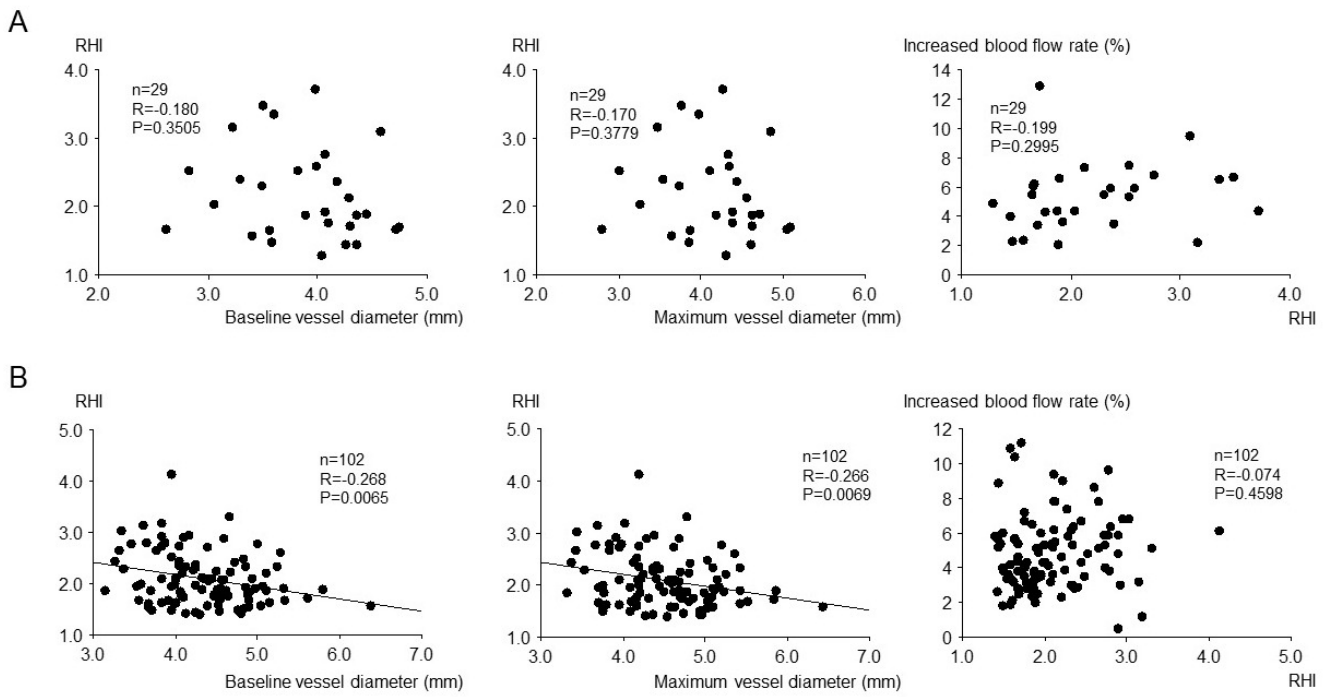 A
RHI
4.0
3.0
2.0
1.0
n=29
R=-0.180
P=0.3505
2.0 3.0 4.0 5.0
Baseline vessel diameter (mm)
RHI
4.0
3.0
2.0
1.0
n=29
R=-0.170
P=0.3779
2.0 3.0 4.0 5.0 6.0
Maximum vessel diameter (mm)
Increased blood flow rate (%)
14
12
10
8
6
4
2
0
n=29
R=-0.199
P=0.2995
1.0 2.0 3.0 4.0
RHI
B
RHI
5.0
4.0
3.0
2.0
1.0
n=102
R=-0.268
P=0.0065
3.0 4.0 5.0 6.0 7.0
Baseline vessel diameter (mm)
RHI
5.0
4.0
3.0
2.0
1.0
n=102
R=-0.266
P=0.0069
3.0 4.0 5.0 6.0 7.0
Maximum vessel diameter (mm)
Increased blood flow rate (%)
12
10
8
6
4
2
0
n=102
R=-0.074
P=0.4598
1.0 2.0 3.0 4.0 5.0
RHI